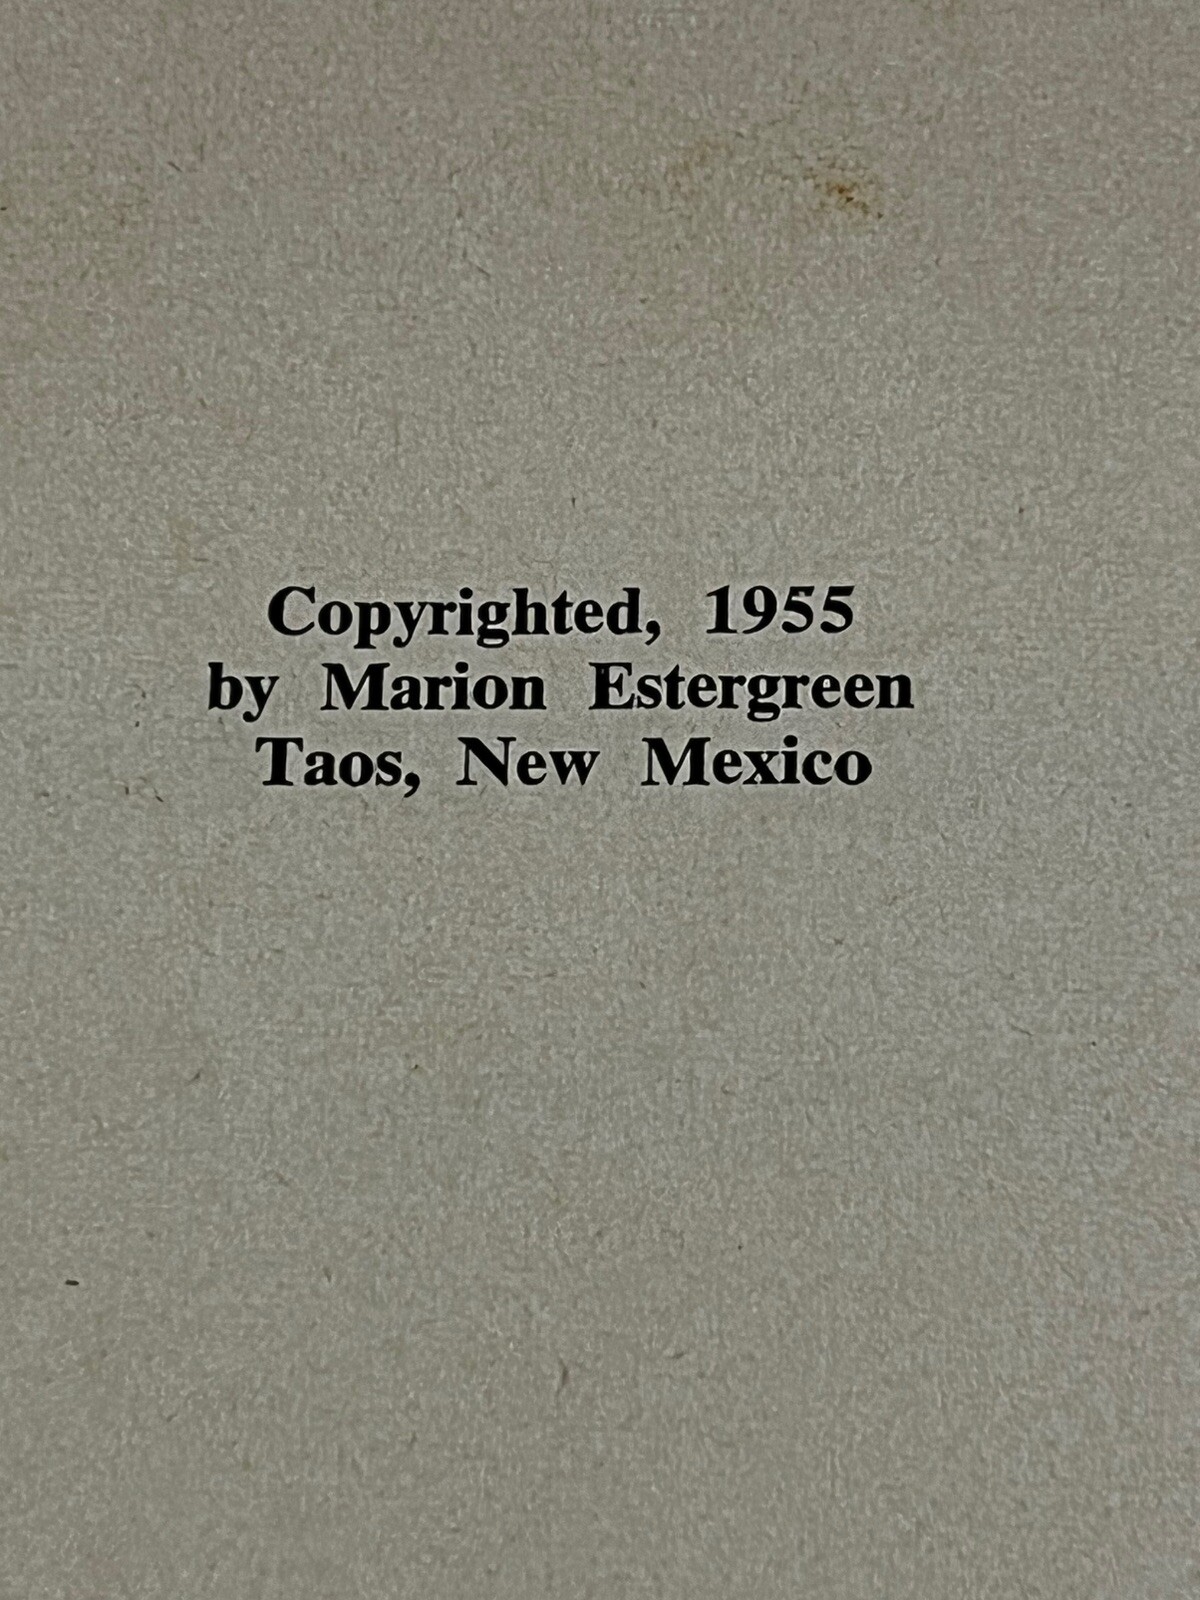 Copyrighted, 1955
by Marion Estergreen
Taos, New Mexico